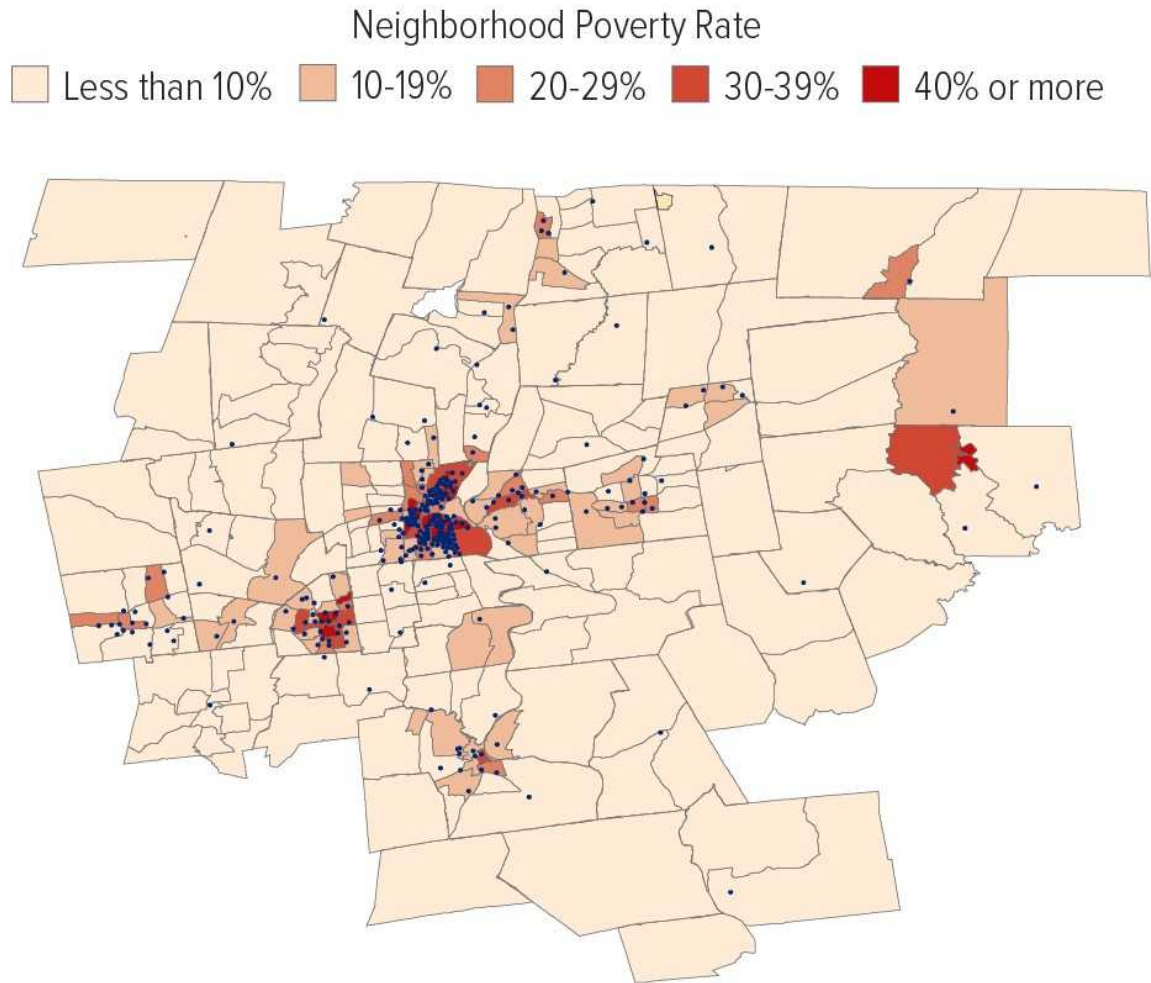 Neighborhood Poverty Rate
Less than 10% 10-19% 20-29% 30-39% 40% or more